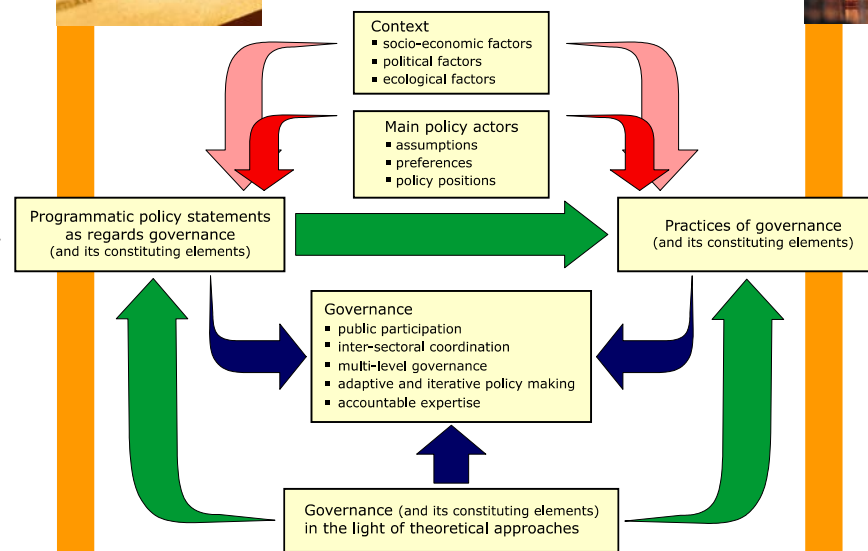 Context
▪ socio-economic factors
▪ political factors
▪ ecological factors
Main policy actors
▪ assumptions
▪ preferences
▪ policy positions
Programmatic policy statements
as regards governance
(and its constituting elements)
Practices of governance
(and its constituting elements)
Governance
▪ public participation
▪ inter-sectoral coordination
▪ multi-level governance
▪ adaptive and iterative policy making
▪ accountable expertise
Governance (and its constituting elements)
in the light of theoretical approaches